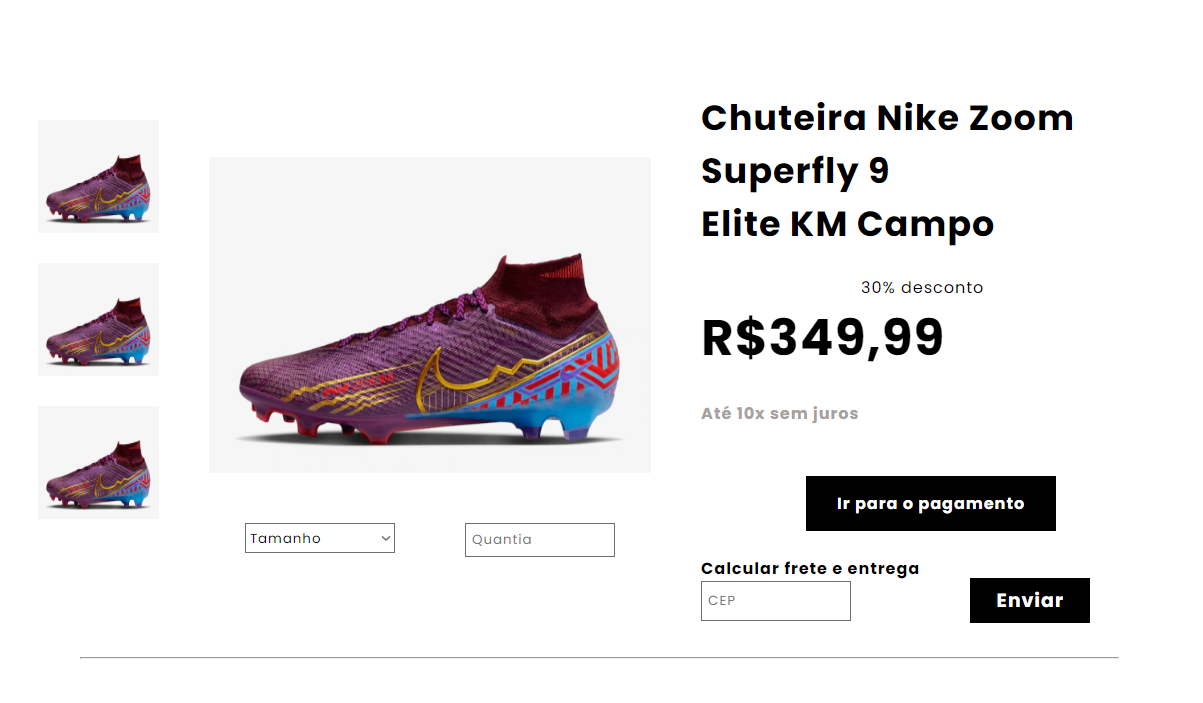 Chuteira Nike Zoom
Superfly 9
Elite KM Campo
30% desconto
R$349,99
Até 10x sem juros
Ir para o pagamento
Tamanho
Quantia
Calcular frete e entrega
CEP
Enviar